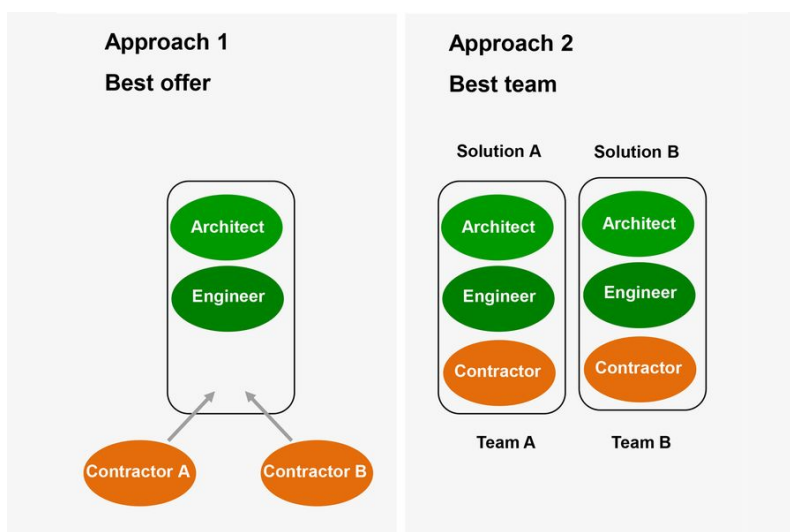 Approach 1
Best offer
Architect
Engineer
Contractor A
Contractor B
Approach 2
Best team
Solution A
Solution B
Architect
Engineer
Contractor
Architect
Engineer
Contractor
Team A
Team B